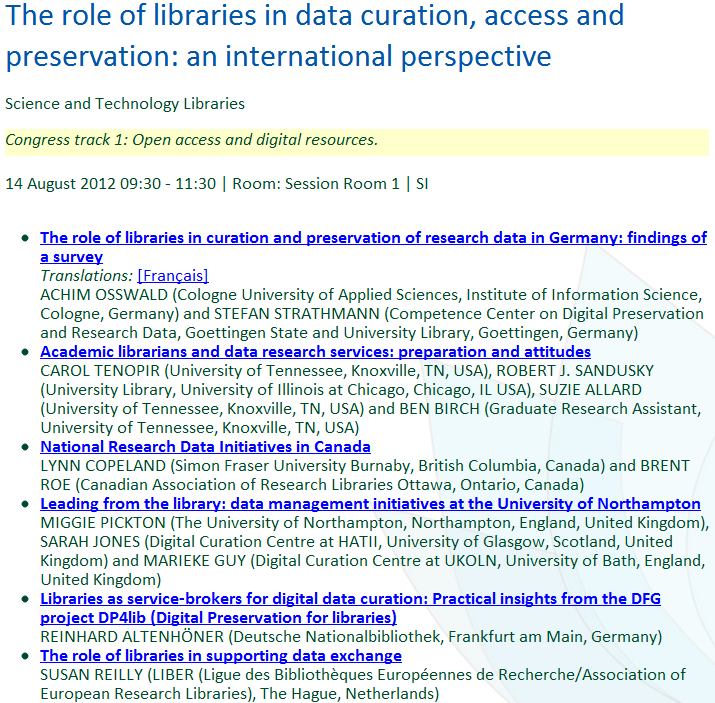 The role of libraries in data curation, access and
preservation: an international perspective
Science and Technology Libraries
Congress track 1: Open access and digital resources.
14 August 2012 09:30 - 11:30 | Room: Session Room 1 | SI
• The role of libraries in curation and preservation of research data in Germany: findings of
a survey
Translations: [Français]
ACHIM OSSWALD (Cologne University of Applied Sciences, Institute of Information Science,
Cologne, Germany) and STEFAN STRATHMANN (Competence Center on Digital Preservation
and Research Data, Goettingen State and University Library, Goettingen, Germany)
• Academic librarians and data research services: preparation and attitudes
CAROL TENOPIR (University of Tennessee, Knoxville, TN, USA), ROBERT J. SANDUSKY
(University Library, University of Illinois at Chicago, Chicago, IL USA), SUZIE ALLARD
(University of Tennessee, Knoxville, TN, USA) and BEN BIRCH (Graduate Research Assistant,
University of Tennessee, Knoxville, TN, USA)
• National Research Data Initiatives in Canada
LYNN COPELAND (Simon Fraser University Burnaby, British Columbia, Canada) and BRENT
ROE (Canadian Association of Research Libraries Ottawa, Ontario, Canada)
• Leading from the library: data management initiatives at the University of Northampton
MIGGIE PICKTON (The University of Northampton, Northampton, England, United Kingdom),
SARAH JONES (Digital Curation Centre at HATII, University of Glasgow, Scotland, United
Kingdom) and MARIEKE GUY (Digital Curation Centre at UKOLN, University of Bath, England,
United Kingdom)
• Libraries as service-brokers for digital data curation: Practical insights from the DFG
project DP4lib (Digital Preservation for libraries)
REINHARD ALTENHÖNER (Deutsche Nationalbibliothek, Frankfurt am Main, Germany)
• The role of libraries in supporting data exchange
SUSAN REILLY (LIBER (Ligue des Bibliothèques Européennes de Recherche/Association of
European Research Libraries), The Hague, Netherlands)